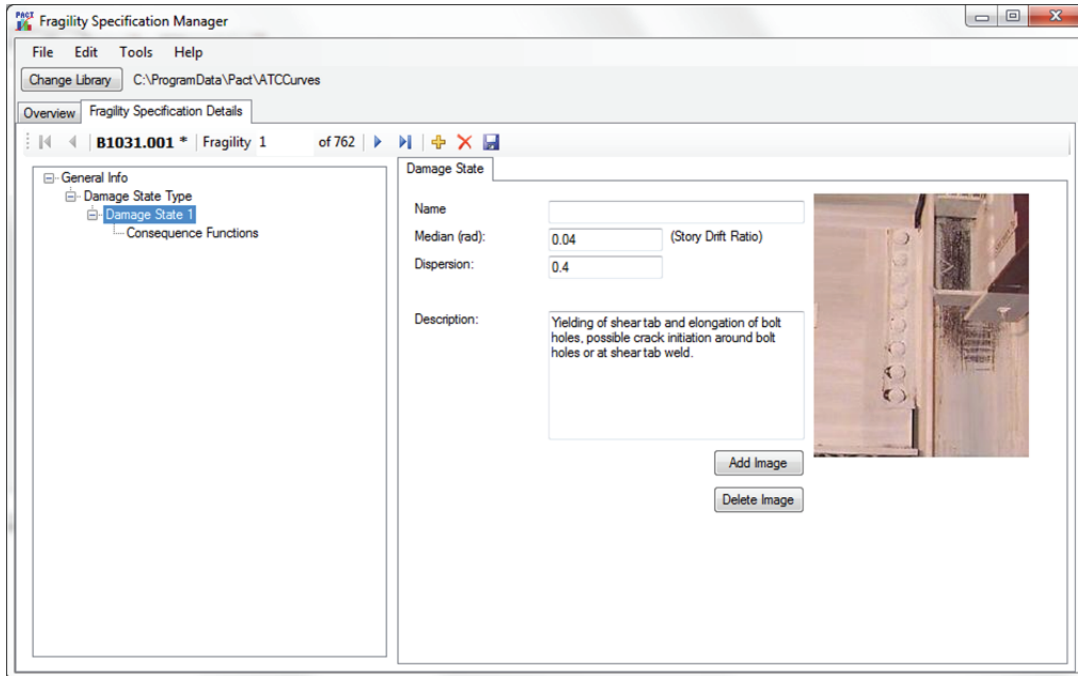 PACT Fragility Specification Manager
File Edit Tools Help
Change Library C:\ProgramData\Pact\ATCCurves
Overview Fragility Specification Details
B1031.001 * Fragility 1 of 762
General Info
Damage State Type
Damage State 1
Consequence Functions
Damage State
Name
Median (rad): 0.04 (Story Drift Ratio)
Dispersion: 0.4
Description: Yielding of shear tab and elongation of bolt
holes, possible crack initiation around bolt
holes or at shear tab weld.
Add Image
Delete Image